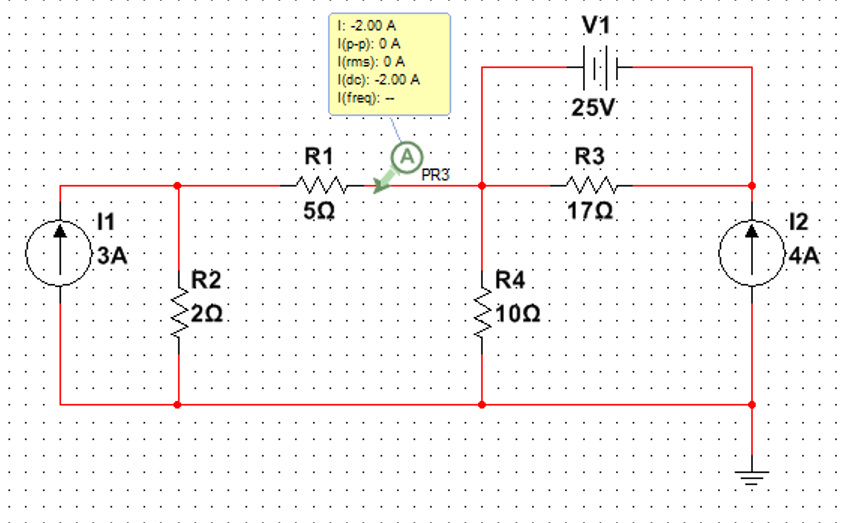 I: -2.00 A
I(p-p): 0 A
I(rms): 0 A
I(dc): -2.00 A
I(freq): --
V1
25V
R1
5Ω
A
PR3
R3
17Ω
I1
3A
R2
2Ω
R4
10Ω
I2
4A